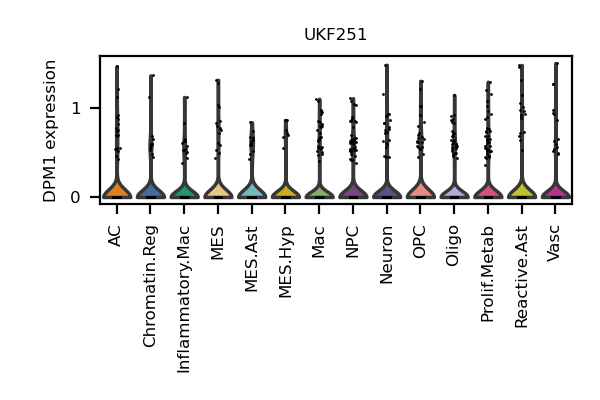 UKF251
DPM1 expression
1
0
AC
Chromatin.Reg
Inflammatory.Mac
MES
MES.Ast
MES.Hyp
Mac
NPC
Neuron
OPC
Oligo
Prolif.Metab
Reactive.Ast
Vasc